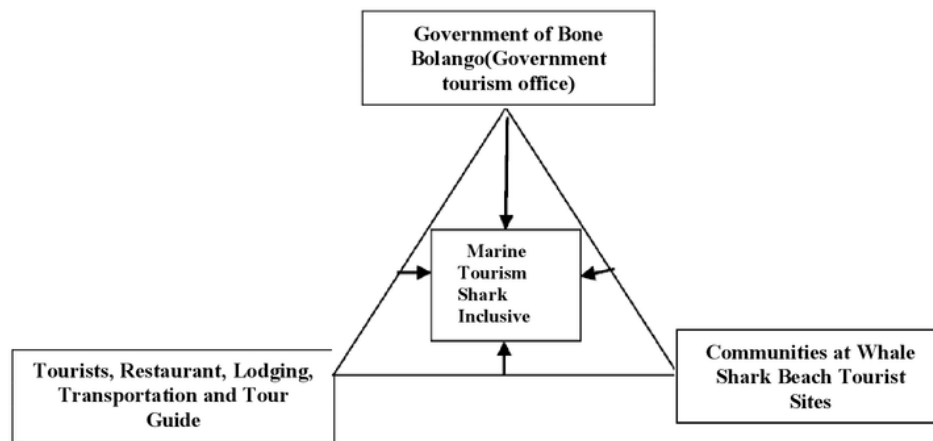 Government of Bone
Bolango(Government
tourism office)
Marine
Tourism
Shark
Inclusive
Tourists, Restaurant, Lodging,
Transportation and Tour
Guide
Communities at Whale
Shark Beach Tourist
Sites